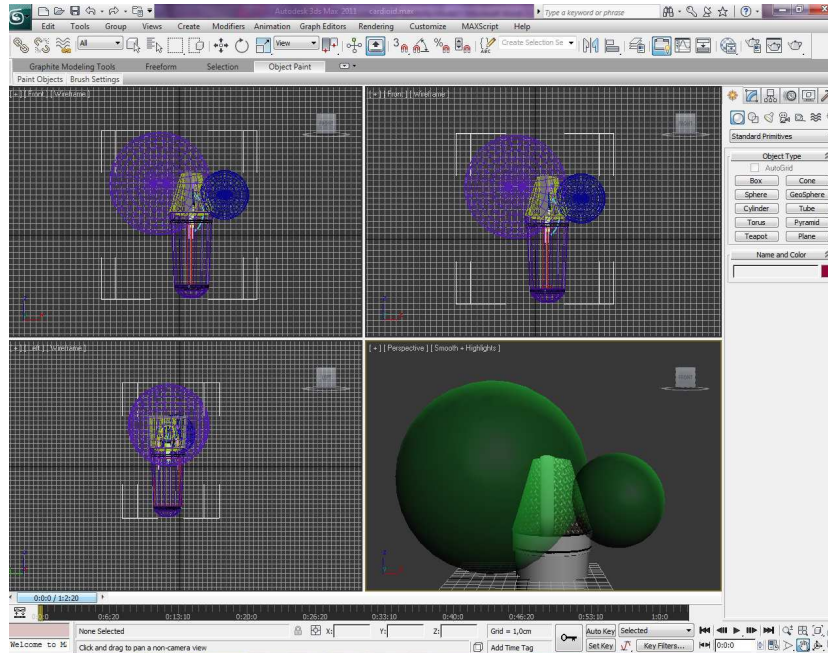 Autodesk 3ds Max 2011 cardioid.max
Type a keyword or phrase
Edit Tools Group Views Create Modifiers Animation Graph Editors Rendering Customize MAXScript Help
All View Create Selection Se
Graphite Modeling Tools Freeform Selection Object Paint
Paint Objects Brush Settings
[ + ] [ Front ] [ Wireframe ]
[ + ] [ Front ] [ Wireframe ]
Standard Primitives
Object Type
AutoGrid
Box Cone
Sphere GeoSphere
Cylinder Tube
Torus Pyramid
Teapot Plane
Name and Color
[ + ] [ Left ] [ Wireframe ]
[ + ] [ Perspective ] [ Smooth + Highlights ]
0:0:0 / 1:2:20
0:6:20 0:13:10 0:20:0 0:26:20 0:33:10 0:40:0 0:46:20 0:53:10 1:0:0
None Selected X: Y: Z: Grid = 1,0cm Auto Key Selected
Welcome to M Click and drag to pan a non-camera view Add Time Tag Set Key Key Filters... 0:0:0